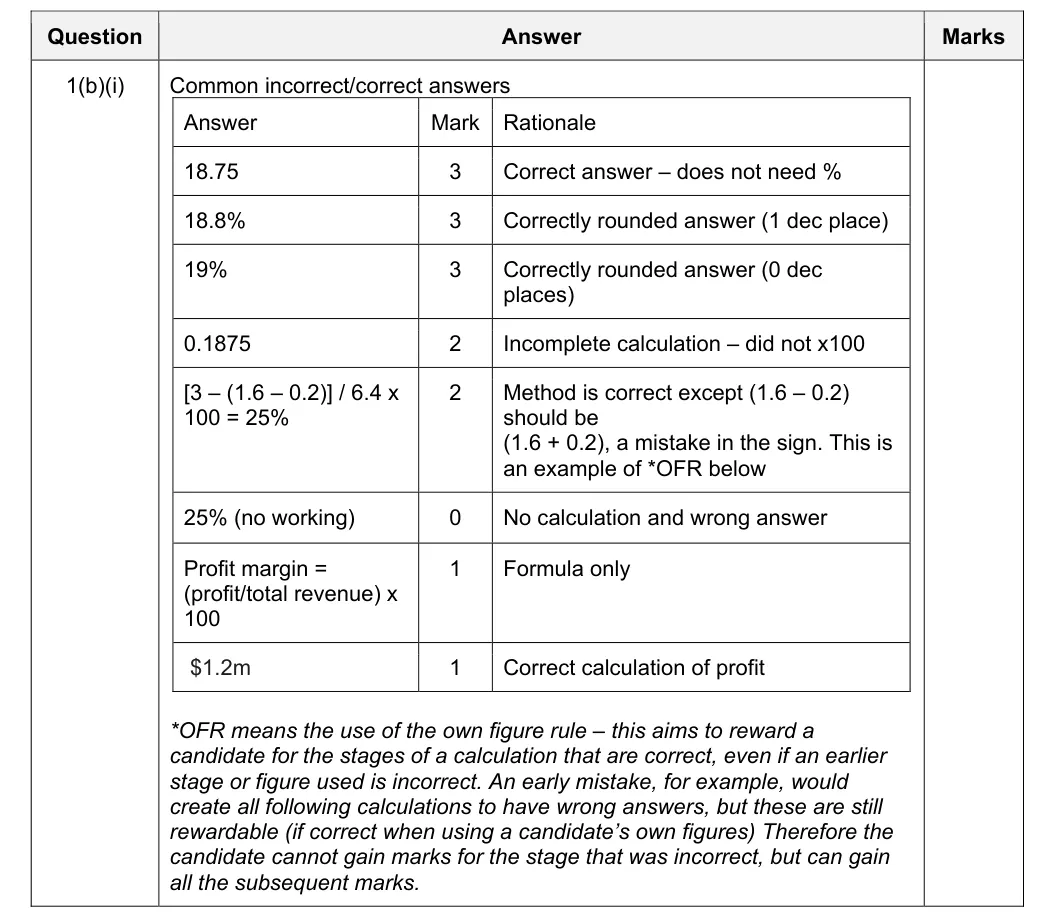 Question Answer Marks
1(b)(i) Common incorrect/correct answers
Answer Mark Rationale
18.75 3 Correct answer – does not need %
18.8% 3 Correctly rounded answer (1 dec place)
19% 3 Correctly rounded answer (0 dec
places)
0.1875 2 Incomplete calculation – did not x100
[3 – (1.6 – 0.2)] / 6.4 x
100 = 25%
2
Method is correct except (1.6 – 0.2)
should be
(1.6 + 0.2), a mistake in the sign. This is
an example of *OFR below
25% (no working) 0 No calculation and wrong answer
Profit margin =
(profit/total revenue) x
100
1
Formula only
$1.2m 1 Correct calculation of profit
*OFR means the use of the own figure rule – this aims to reward a
candidate for the stages of a calculation that are correct, even if an earlier
stage or figure used is incorrect. An early mistake, for example, would
create all following calculations to have wrong answers, but these are still
rewardable (if correct when using a candidate’s own figures) Therefore the
candidate cannot gain marks for the stage that was incorrect, but can gain
all the subsequent marks.